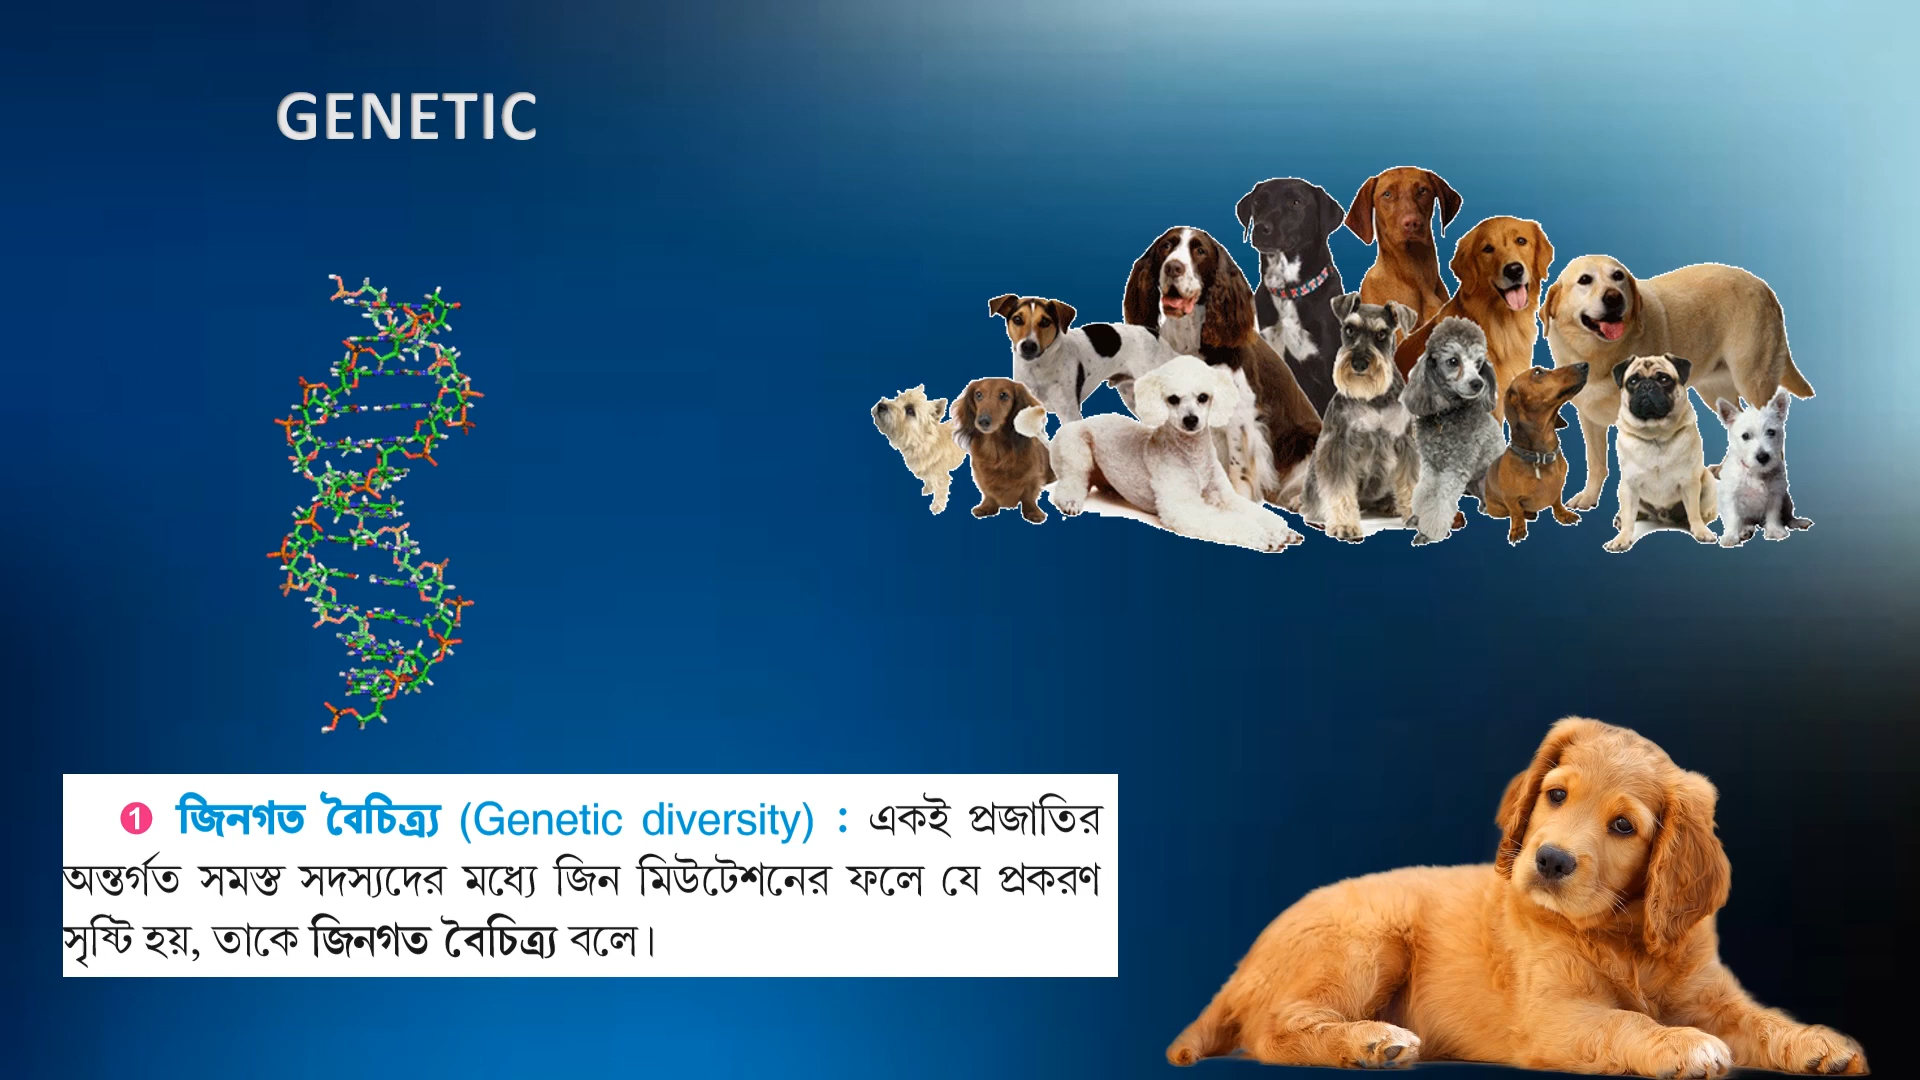 GENETIC
1 জিনগত বৈচিত্র্য (Genetic diversity) : একই প্রজাতির
অন্তর্গত সমস্ত সদস্যদের মধ্যে জিন মিউটেশনের ফলে যে প্রকরণ
সৃষ্টি হয়, তাকে জিনগত বৈচিত্র্য বলে।